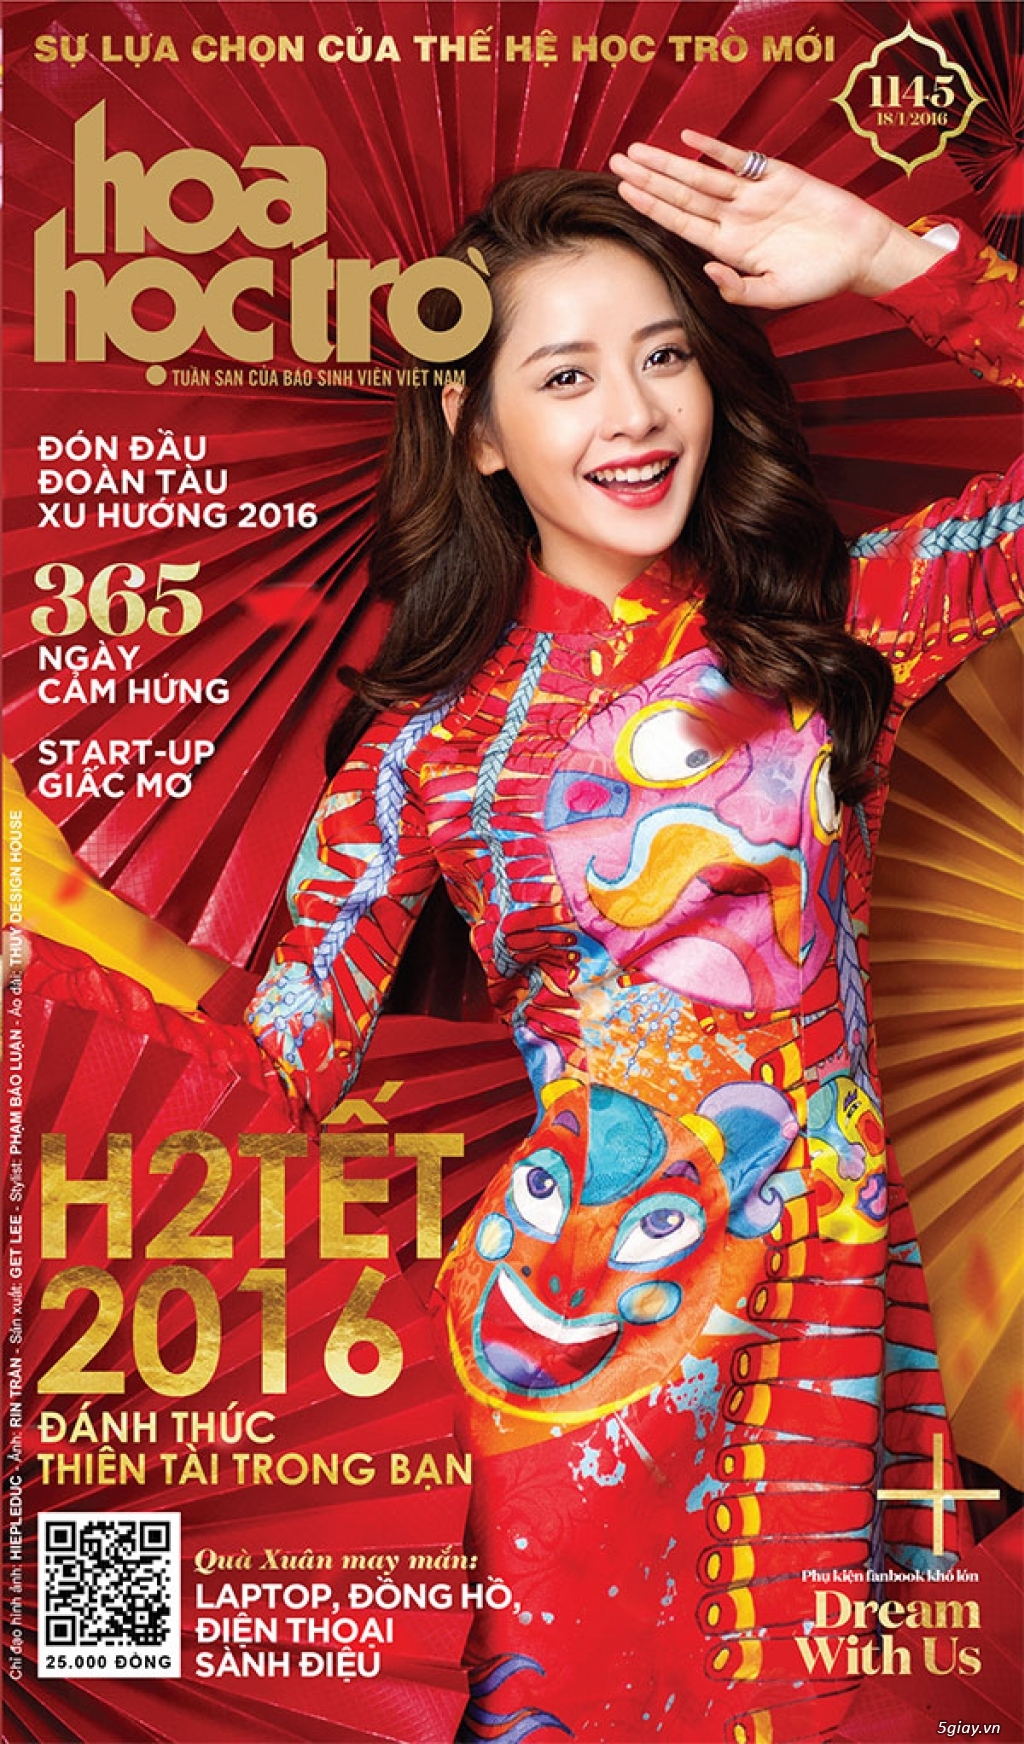 SỰ LỰA CHỌN CỦA THẾ HỆ HỌC TRÒ MỚI
1145
18/1/2016
hoa
học trò
TUẦN SAN CỦA BÁO SINH VIÊN VIỆT NAM
ĐÓN ĐẦU
ĐOÀN TÀU
XU HƯỚNG 2016
365
NGÀY
CẢM HỨNG
START-UP
GIẤC MƠ
Chỉ đạo hình ảnh: HIEPLEDUC - Ảnh: RIN TRẦN - Sản xuất: GET LEE - Stylist: PHẠM BẢO LUẬN - Áo dài: THUY DESIGN HOUSE
H2TẾT
2016
ĐÁNH THỨC
THIÊN TÀI TRONG BẠN
25.000 ĐỒNG
Quà Xuân may mắn:
LAPTOP, ĐỒNG HỒ,
ĐIỆN THOẠI
SÀNH ĐIỆU
Phụ kiện fanbook khổ lớn
Dream
With Us
5giay.vn